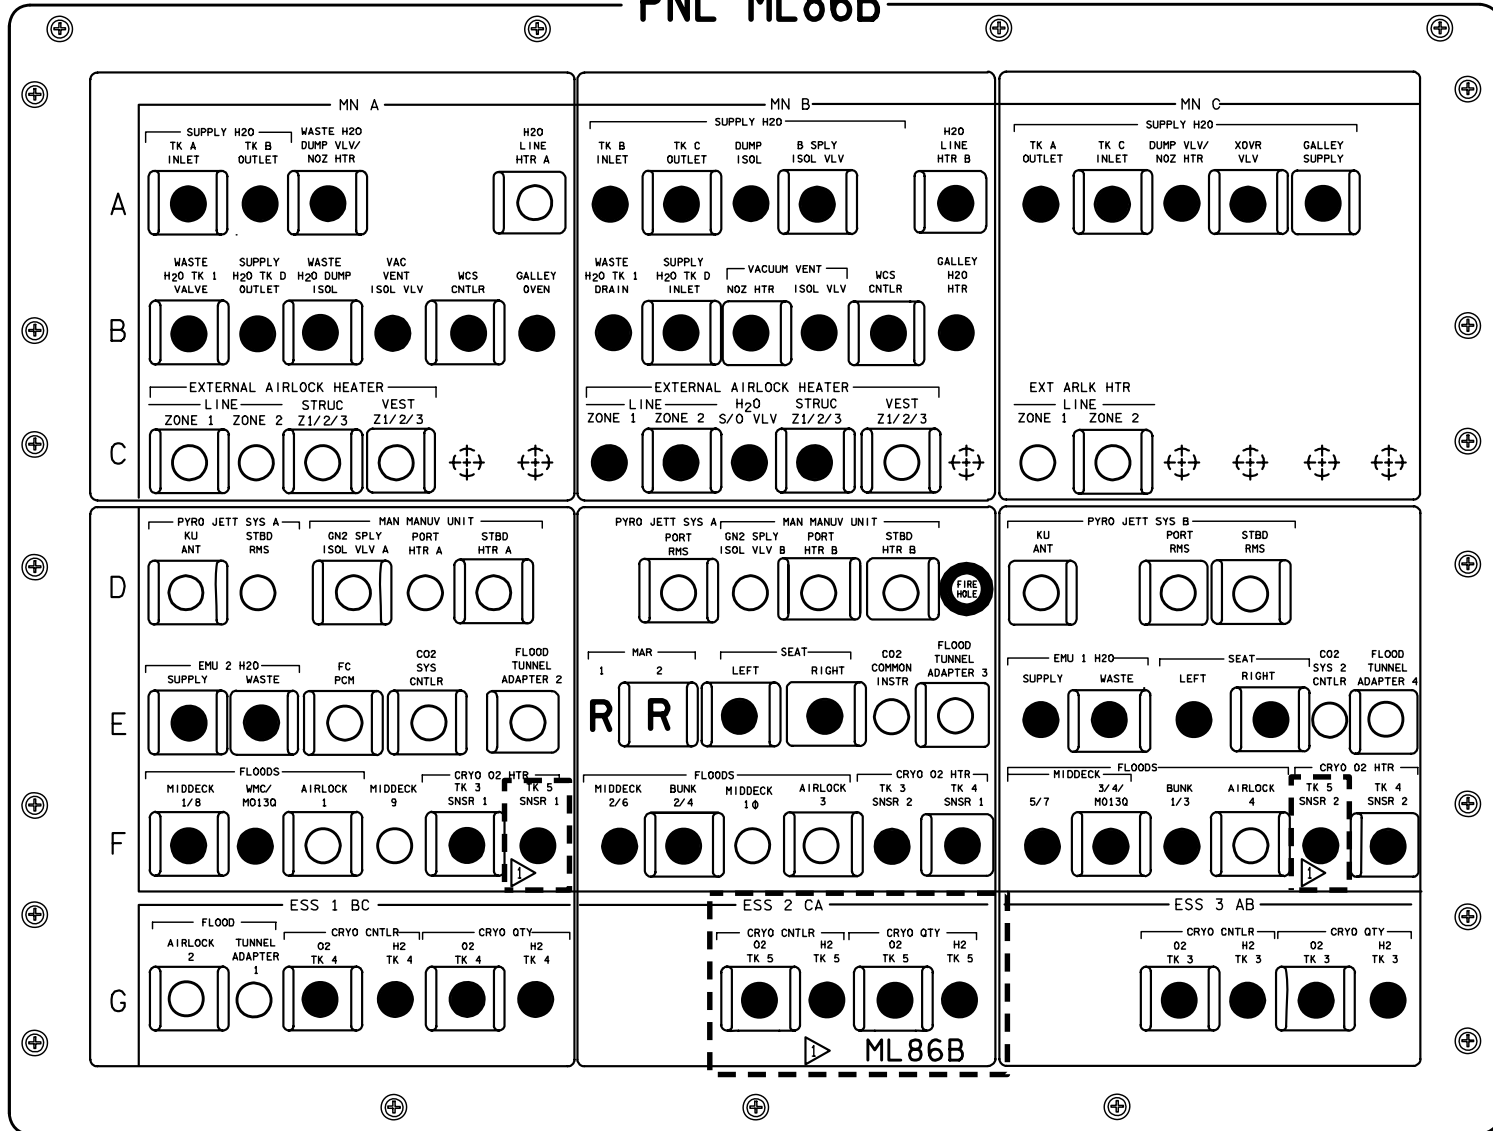 PNL ML86B
MN A
MN B
MN C
SUPPLY H2O
WASTE H2O
DUMP VLV/
NOZ HTR
H2O
LINE
HTR A
TK A
INLET
TK B
OUTLET
SUPPLY H2O
H2O
LINE
HTR B
TK B
INLET
TK C
OUTLET
DUMP
ISOL
B SPLY
ISOL VLV
SUPPLY H2O
TK A
OUTLET
TK C
INLET
DUMP VLV/
NOZ HTR
XOVR
VLV
GALLEY
SUPPLY
A
WASTE
H2O TK 1
VALVE
SUPPLY
H2O TK D
OUTLET
WASTE
H2O DUMP
ISOL
VAC
VENT
ISOL VLV
WCS
CNTLR
GALLEY
OVEN
WASTE
H2O TK 1
DRAIN
SUPPLY
H2O TK D
INLET
VACUUM VENT
NOZ HTR
ISOL VLV
WCS
CNTLR
GALLEY
H2O
HTR
B
EXTERNAL AIRLOCK HEATER
LINE
ZONE 1
ZONE 2
STRUC
Z1/2/3
VEST
Z1/2/3
EXTERNAL AIRLOCK HEATER
LINE
ZONE 1
ZONE 2
H2O
S/O VLV
STRUC
Z1/2/3
VEST
Z1/2/3
EXT ARLK HTR
LINE
ZONE 1
ZONE 2
C
PYRO JETT SYS A
KU
ANT
STBD
RMS
MAN MANUV UNIT
GN2 SPLY
ISOL VLV A
PORT
HTR A
STBD
HTR A
PYRO JETT SYS A
PORT
RMS
MAN MANUV UNIT
GN2 SPLY
ISOL VLV B
PORT
HTR B
STBD
HTR B
FIRE
HOLE
PYRO JETT SYS B
KU
ANT
PORT
RMS
STBD
RMS
D
EMU 2 H2O
SUPPLY
WASTE
FC
PCM
CO2
SYS
CNTLR
FLOOD
TUNNEL
ADAPTER 2
MAR
1
2
SEAT
LEFT
RIGHT
CO2
COMMON
INSTR
FLOOD
TUNNEL
ADAPTER 3
EMU 1 H2O
SUPPLY
WASTE
SEAT
LEFT
RIGHT
CO2
SYS 2
CNTLR
FLOOD
TUNNEL
ADAPTER 4
E
R
R
FLOODS
MIDDECK
1/8
WMC/
MO13Q
AIRLOCK
1
MIDDECK
9
CRYO O2 HTR
TK 3
SNSR 1
TK 5
SNSR 1
FLOODS
MIDDECK
2/6
BUNK
2/4
MIDDECK
10
AIRLOCK
3
CRYO O2 HTR
TK 3
SNSR 2
TK 4
SNSR 1
FLOODS
MIDDECK
5/7
3/4/
MO13Q
BUNK
1/3
AIRLOCK
4
CRYO O2 HTR
TK 5
SNSR 2
TK 4
SNSR 2
F
1
1
ESS 1 BC
ESS 2 CA
ESS 3 AB
FLOOD
AIRLOCK
2
TUNNEL
ADAPTER
1
CRYO CNTLR
O2
TK 4
H2
TK 4
CRYO QTY
O2
TK 4
H2
TK 4
CRYO CNTLR
O2
TK 5
H2
TK 5
CRYO QTY
O2
TK 5
H2
TK 5
CRYO CNTLR
O2
TK 3
H2
TK 3
CRYO QTY
O2
TK 3
H2
TK 3
G
1
ML86B